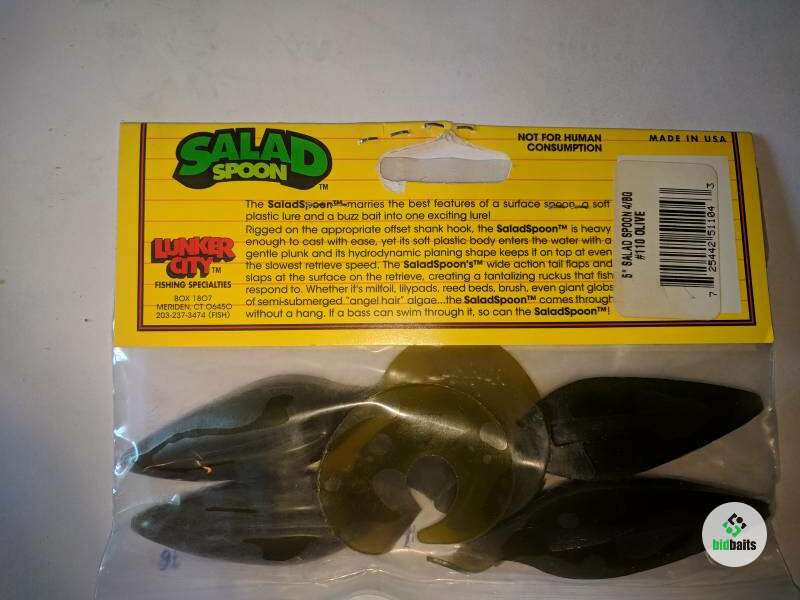 SALAD
SPOON™
NOT FOR HUMAN
CONSUMPTION
MADE IN USA
The SaladSpoon™ marries the best features of a surface spoon, a soft
plastic lure and a buzz bait into one exciting lure!
Rigged on the appropriate offset shank hook, the SaladSpoon™ is heavy
enough to cast with ease, yet its soft plastic body enters the water with a
gentle plunk and its hydrodynamic planing shape keeps it on top at even
the slowest retrieve speed. The SaladSpoon's™ wide action tail flaps and
slaps at the surface on the retrieve, creating a tantalizing ruckus that fish
respond to. Whether it's milfoil, lilypads, reed beds, brush, even giant globs
of semi-submerged "angel hair" algae...the SaladSpoon™ comes through
without a hang. If a bass can swim through it, so can the SaladSpoon™!
LUNKER
CITY™
FISHING SPECIALTIES
BOX 1807
MERIDEN, CT 06450
203-237-3474 (FISH)
5" SALAD SPOON 4/BG
#110 OLIVE
7 25442 51104 3
bidbaits